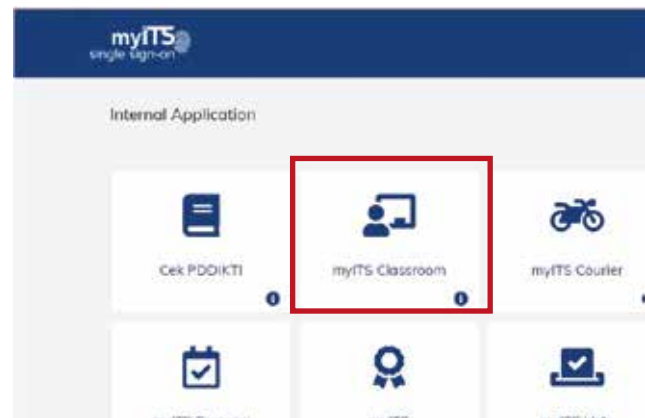 myITS
single sign-on
Internal Application
Cek PDDIKTI
myITS Classroom
myITS Courier